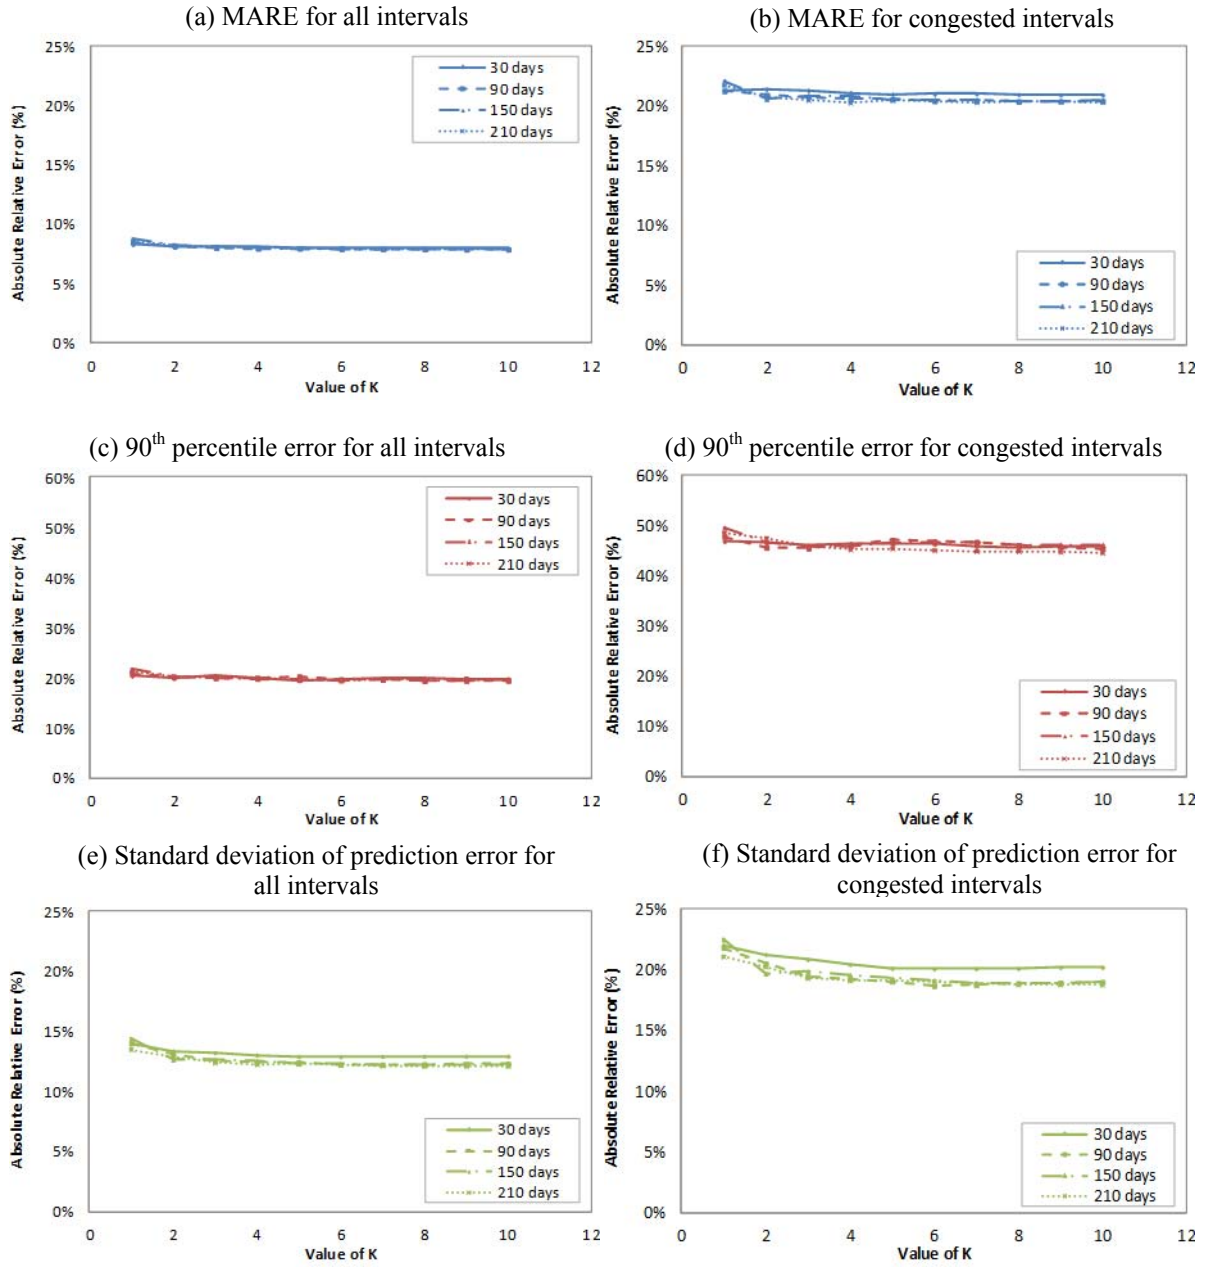 (a) MARE for all intervals
25%
20%
15%
10%
5%
0%
0 2 4 6 8 10 12
Absolute Relative Error (%)
Value of K
30 days
90 days
150 days
210 days
(b) MARE for congested intervals
25%
20%
15%
10%
5%
0%
0 2 4 6 8 10 12
Absolute Relative Error (%)
Value of K
30 days
90 days
150 days
210 days
(c) 90th percentile error for all intervals
60%
50%
40%
30%
20%
10%
0%
0 2 4 6 8 10 12
Absolute Relative Error (%)
Value of K
30 days
90 days
150 days
210 days
(d) 90th percentile error for congested intervals
60%
50%
40%
30%
20%
10%
0%
0 2 4 6 8 10 12
Absolute Relative Error (%)
Value of K
30 days
90 days
150 days
210 days
(e) Standard deviation of prediction error for
all intervals
25%
20%
15%
10%
5%
0%
0 2 4 6 8 10 12
Absolute Relative Error (%)
Value of K
30 days
90 days
150 days
210 days
(f) Standard deviation of prediction error for
congested intervals
25%
20%
15%
10%
5%
0%
0 2 4 6 8 10 12
Absolute Relative Error (%)
Value of K
30 days
90 days
150 days
210 days